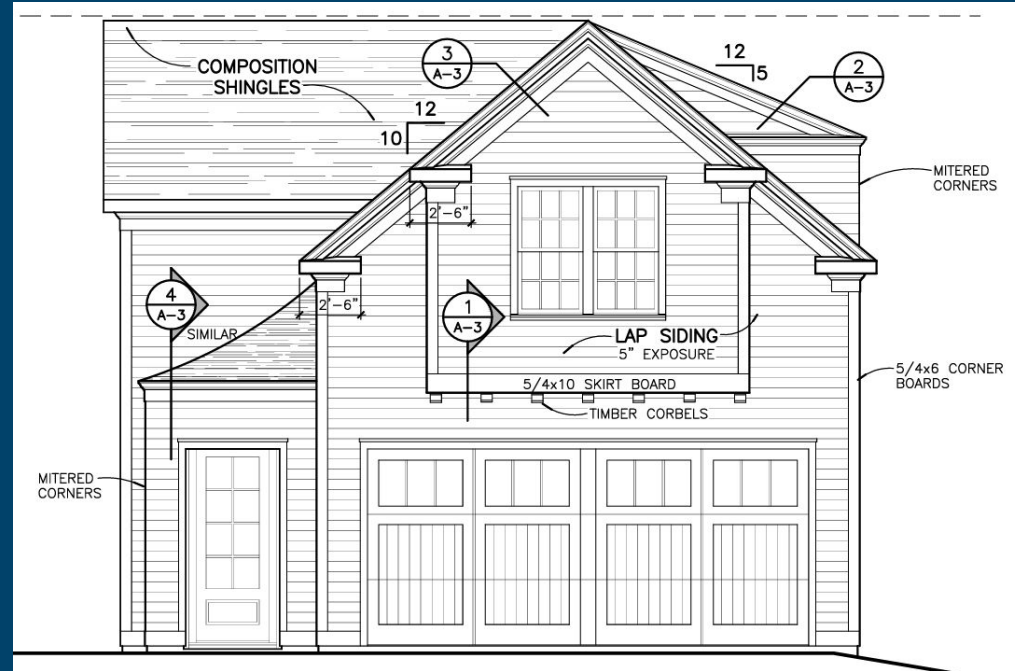 COMPOSITION
SHINGLES
3
A-3
12
5
2
A-3
12
10
MITERED
CORNERS
2'-6"
4
A-3
SIMILAR
2'-6"
1
A-3
LAP SIDING
5" EXPOSURE
5/4x10 SKIRT BOARD
TIMBER CORBELS
5/4x6 CORNER
BOARDS
MITERED
CORNERS